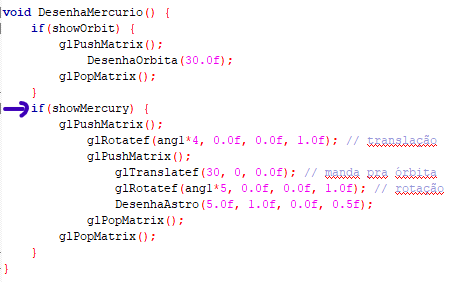 void DesenhaMercurio() {
if(showOrbit) {
glPushMatrix();
DesenhaOrbita(30.0f);
glPopMatrix();
}
if(showMercury) {
glPushMatrix();
glRotatef(angl*4, 0.0f, 0.0f, 1.0f); // translação
glPushMatrix();
glTranslatef(30, 0, 0.0f); // manda pra órbita
glRotatef(angl*5, 0.0f, 0.0f, 1.0f); // rotação
DesenhaAstro(5.0f, 1.0f, 0.0f, 0.5f);
glPopMatrix();
glPopMatrix();
}
}